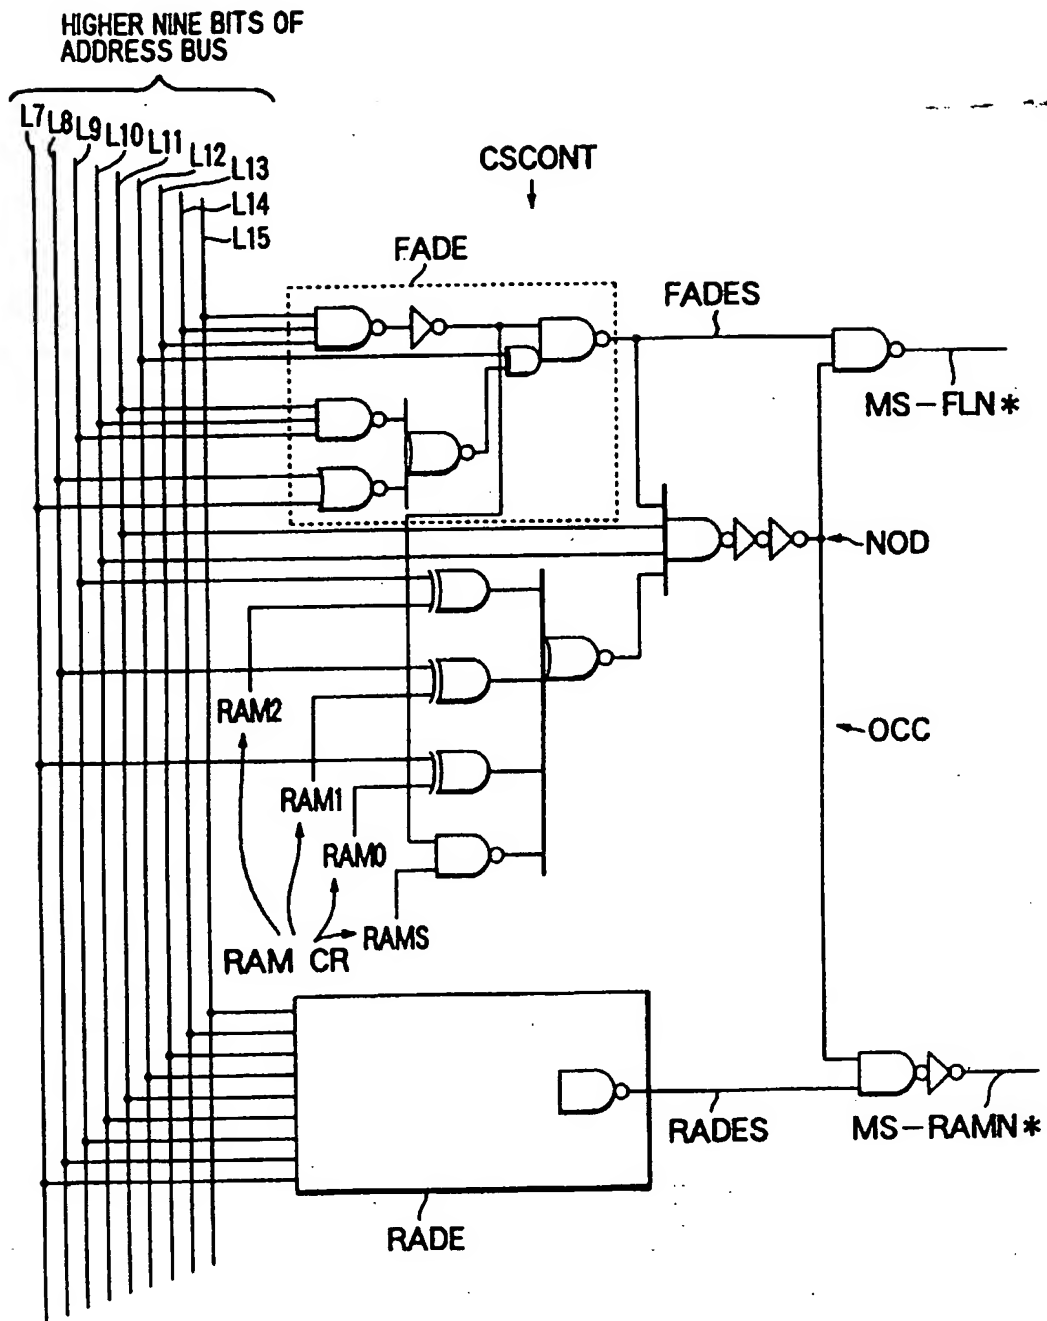 HIGHER NINE BITS OF
ADDRESS BUS
L7
L8
L9
L10
L11
L12
L13
L14
L15
CSCONT
FADE
FADES
MS-FLN*
NOD
OCC
RAM2
RAM1
RAM0
RAMS
RAM CR
RADES
MS-RAMN*
RADE